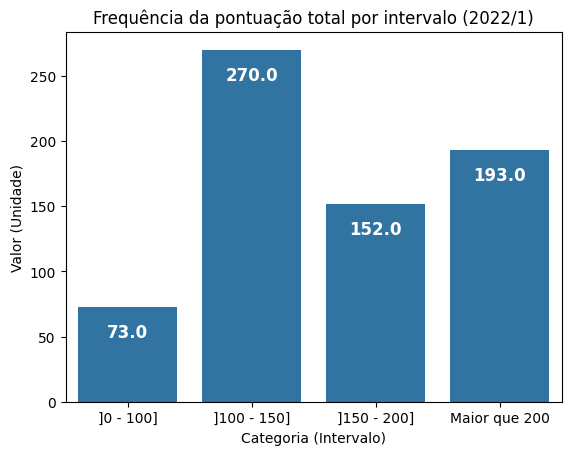 Frequência da pontuação total por intervalo (2022/1)
Valor (Unidade)
250
200
150
100
50
0
73.0
270.0
152.0
193.0
]0 - 100]
]100 - 150]
]150 - 200]
Maior que 200
Categoria (Intervalo)